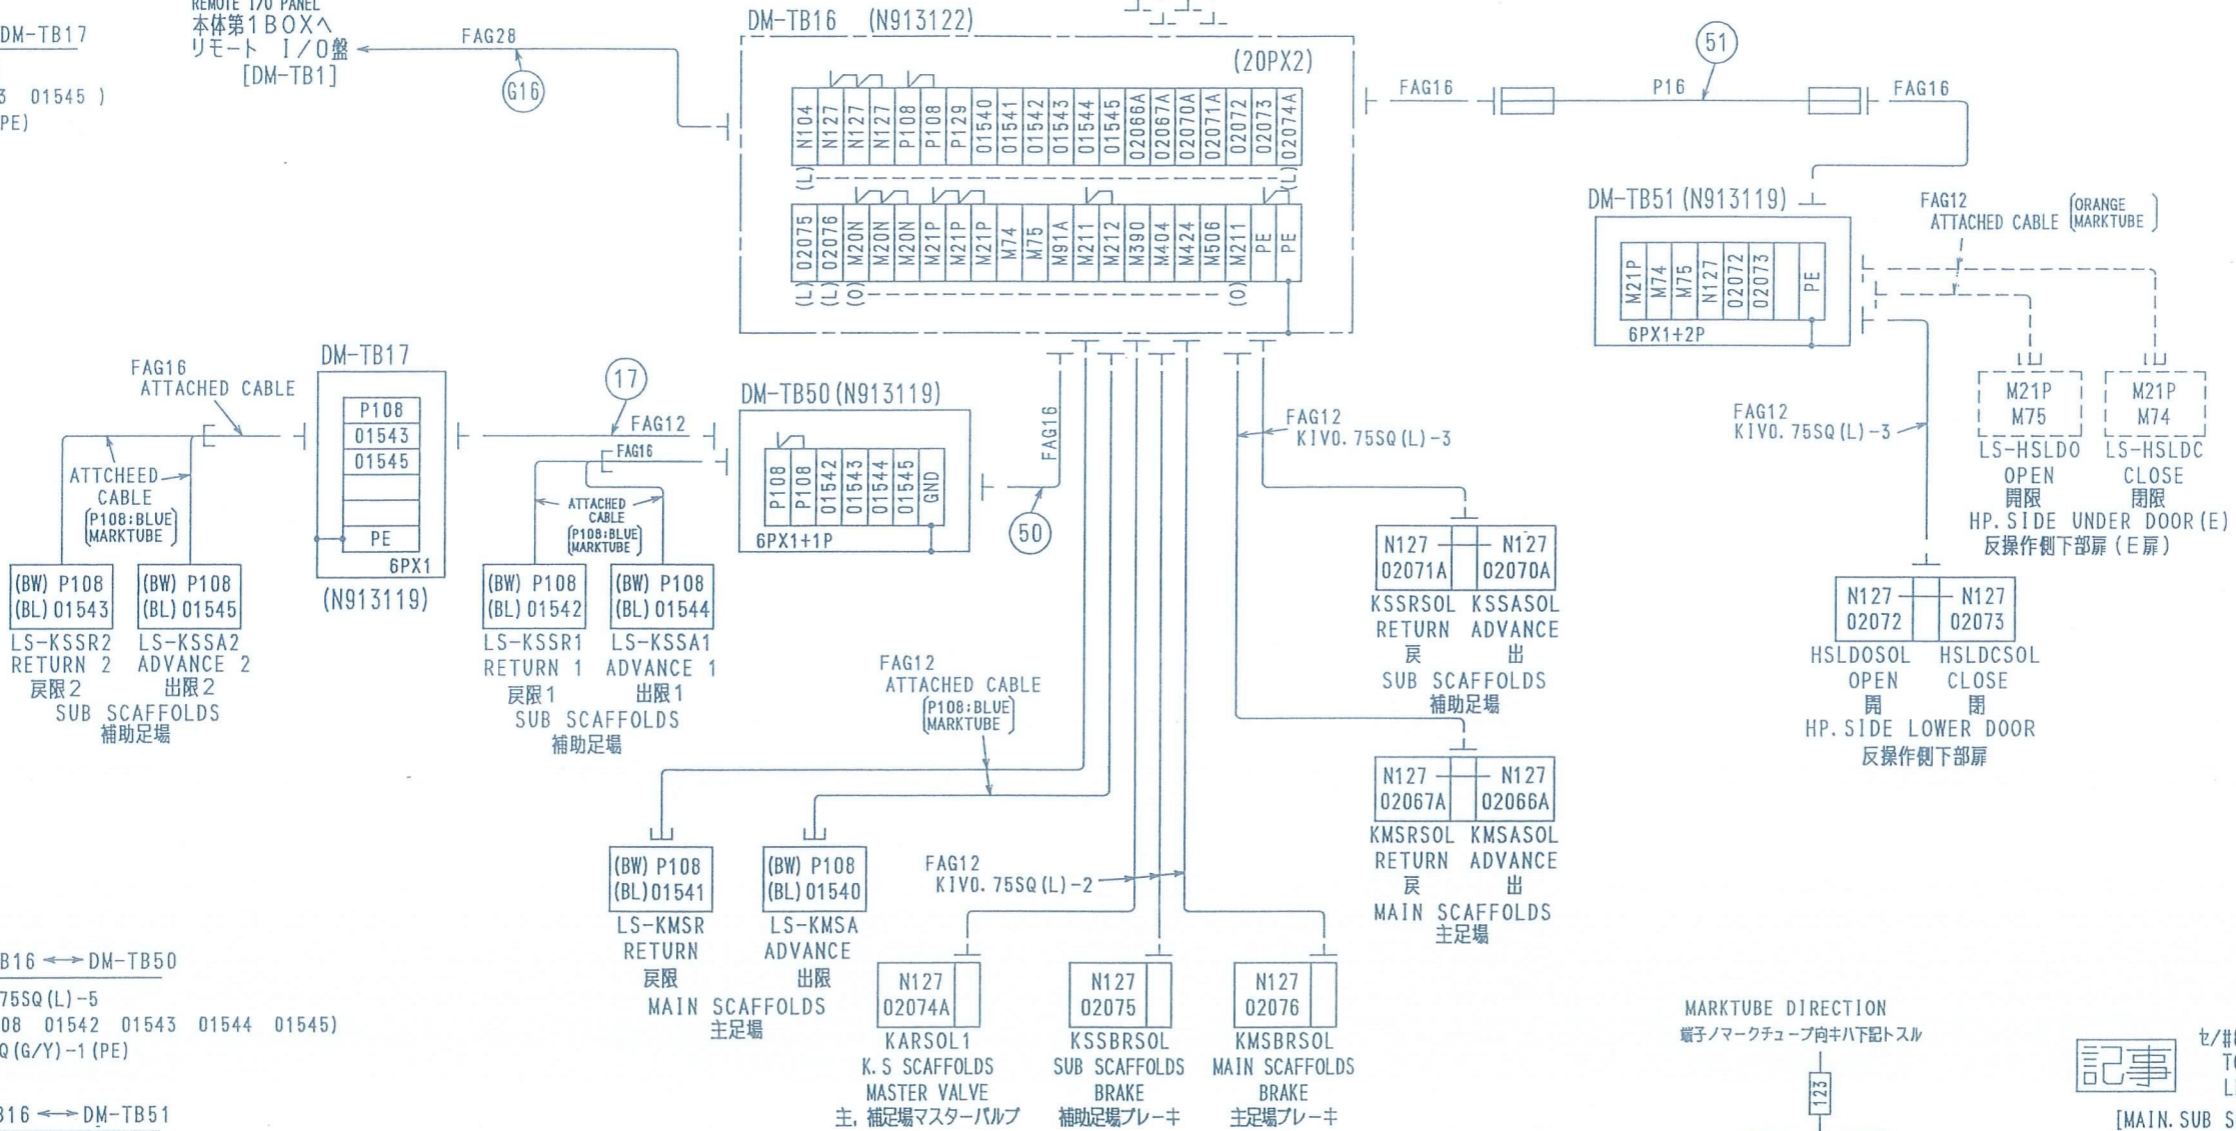 REMOTE I/O PANEL
本体第1BOXへ
リモート I/O盤
[DM-TB1]
FAG28
G16
DM-TB17
3 01545 )
PE)
DM-TB16 (N913122)
(20PX2)
N104 N127 N127 N127 P108 P108 P129 01540 01541 01542 01543 01544 01545 02066A 02067A 02070A 02071A 02072 02073 02074A
(L) (L)
02075 02076 M20N M20N M20N M21P M21P M21P M74 M75 M91A M211 M212 M390 M404 M424 M506 M211 PE PE
(L) (L) (O) (O)
FAG16
P16
51
FAG16
DM-TB51 (N913119)
M21P M74 M75 N127 02072 02073 PE
6PX1+2P
FAG12
ATTACHED CABLE (ORANGE
MARKTUBE)
M21P
M75
LS-HSLDO
OPEN
開限
M21P
M74
LS-HSLDC
CLOSE
閉限
HP.SIDE UNDER DOOR(E)
反操作側下部扉(E扉)
FAG12
KIV0.75SQ(L)-3
N127 N127
02072 02073
HSLDOSOL HSLDCSOL
OPEN CLOSE
開 閉
HP.SIDE LOWER DOOR
反操作側下部扉
FAG16
ATTACHED CABLE
DM-TB17
P108
01543
01545
PE
6PX1
(N913119)
ATTCHEED
CABLE
(P108:BLUE
MARKTUBE)
(BW) P108
(BL) 01543
LS-KSSR2
RETURN 2
戻限2
(BW) P108
(BL) 01545
LS-KSSA2
ADVANCE 2
出限2
SUB SCAFFOLDS
補助足場
17
FAG12
FAG16
ATTACHED
CABLE
(P108:BLUE
MARKTUBE)
(BW) P108
(BL) 01542
LS-KSSR1
RETURN 1
戻限1
(BW) P108
(BL) 01544
LS-KSSA1
ADVANCE 1
出限1
SUB SCAFFOLDS
補助足場
DM-TB50 (N913119)
P108 P108 01542 01543 01544 01545 GND
6PX1+1P
FAG16
50
FAG12
KIV0.75SQ(L)-3
N127 N127
02071A 02070A
KSSRSOL KSSASOL
RETURN ADVANCE
戻 出
SUB SCAFFOLDS
補助足場
N127 N127
02067A 02066A
KMSRSOL KMSASOL
RETURN ADVANCE
戻 出
MAIN SCAFFOLDS
主足場
FAG12
ATTACHED CABLE
(P108:BLUE
MARKTUBE)
(BW) P108
(BL) 01541
LS-KMSR
RETURN
戻限
(BW) P108
(BL) 01540
LS-KMSA
ADVANCE
出限
MAIN SCAFFOLDS
主足場
FAG12
KIV0.75SQ(L)-2
N127
02074A
KARSOL1
K.S SCAFFOLDS
MASTER VALVE
主, 補足場マスターバルブ
N127
02075
KSSBRSOL
SUB SCAFFOLDS
BRAKE
補助足場ブレーキ
N127
02076
KMSBRSOL
MAIN SCAFFOLDS
BRAKE
主足場ブレーキ
B16 ←→ DM-TB50
75SQ(L)-5
08 01542 01543 01544 01545)
Q(G/Y)-1(PE)
B16 ←→ DM-TB51
MARKTUBE DIRECTION
端子ノマークチューブ向キハ下記トスル
123
記事
[MAIN.SUB S